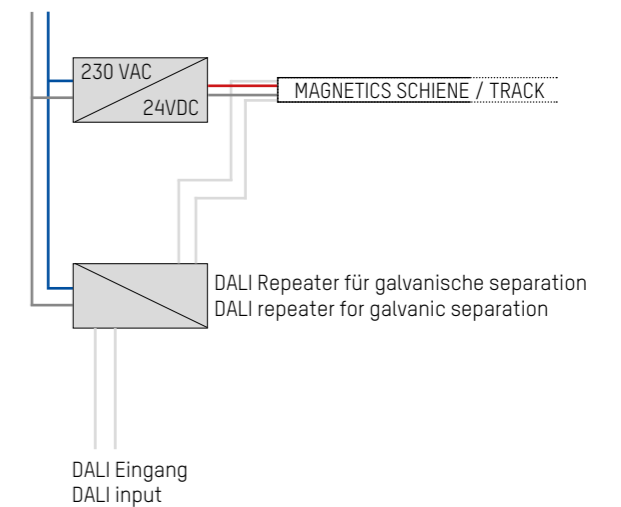 230 VAC
24VDC
MAGNETICS SCHIENE / TRACK
DALI Repeater für galvanische separation
DALI repeater for galvanic separation
DALI Eingang
DALI input